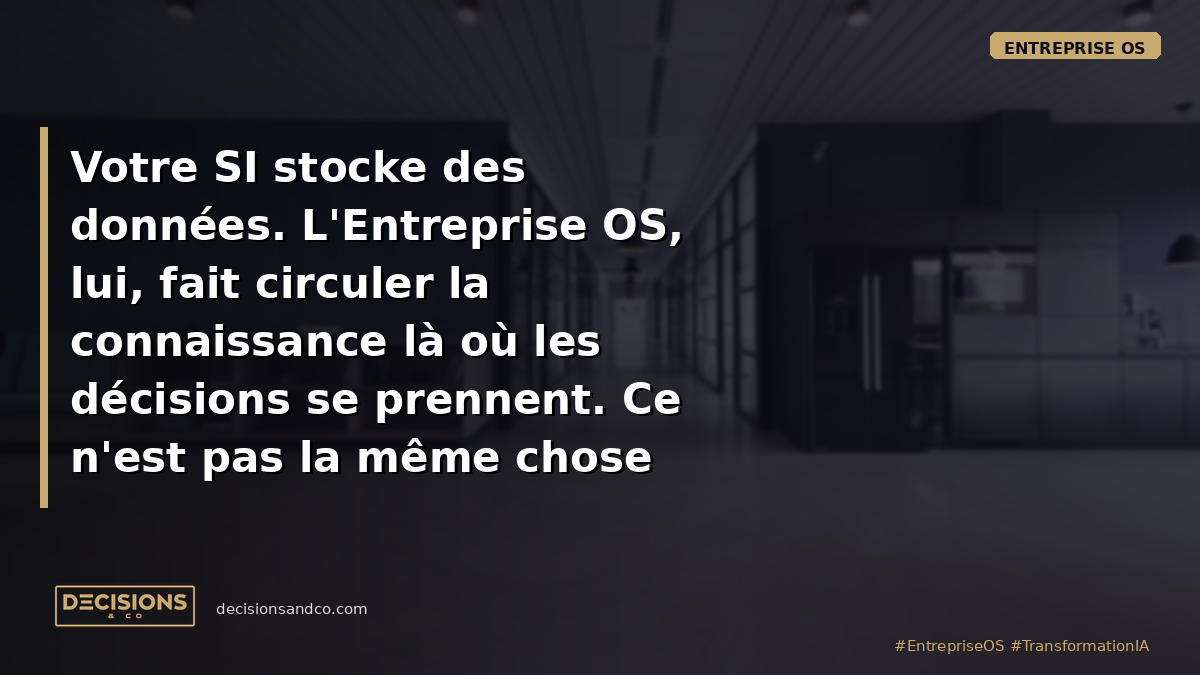 ENTREPRISE OS
Votre SI stocke des
données. L'Entreprise OS,
lui, fait circuler la
connaissance là où les
décisions se prennent. Ce
n'est pas la même chose
DECISIONS
& CO
decisionsandco.com
#EntrepriseOS #TransformationIA